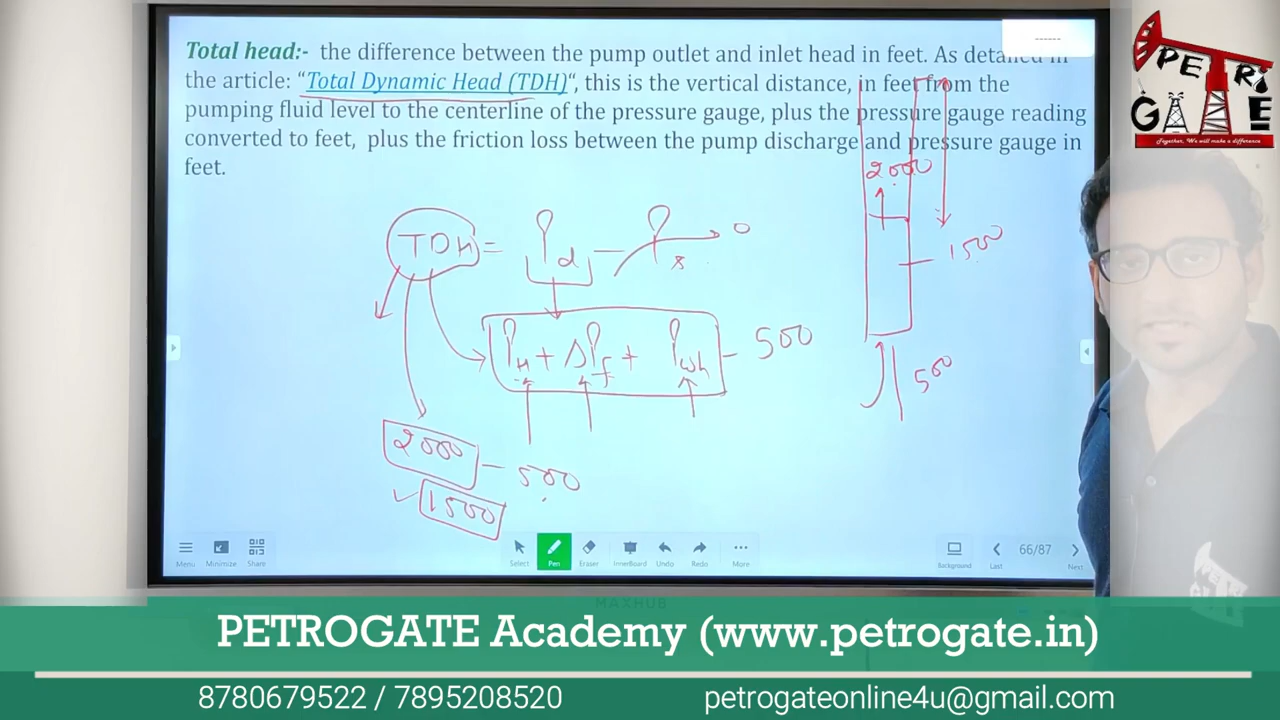 Total head:- the difference between the pump outlet and inlet head in feet. As detailed in
the article: “Total Dynamic Head (TDH)“, this is the vertical distance, in feet from the
pumping fluid level to the centerline of the pressure gauge, plus the pressure gauge reading
converted to feet, plus the friction loss between the pump discharge and pressure gauge in
feet.
------
PETR
GATE
Together, We will make a difference
2000
TDH = Pd - Ps 0
1500
PH + ΔPf + Pwh - 500
500
2000 - 500
1500
Menu Minimize Share Select Pen Eraser InnerBoard Undo Redo More Background Last 66/87 Next
MAXHUB
PETROGATE Academy (www.petrogate.in)
8780679522 / 7895208520 petrogateonline4u@gmail.com